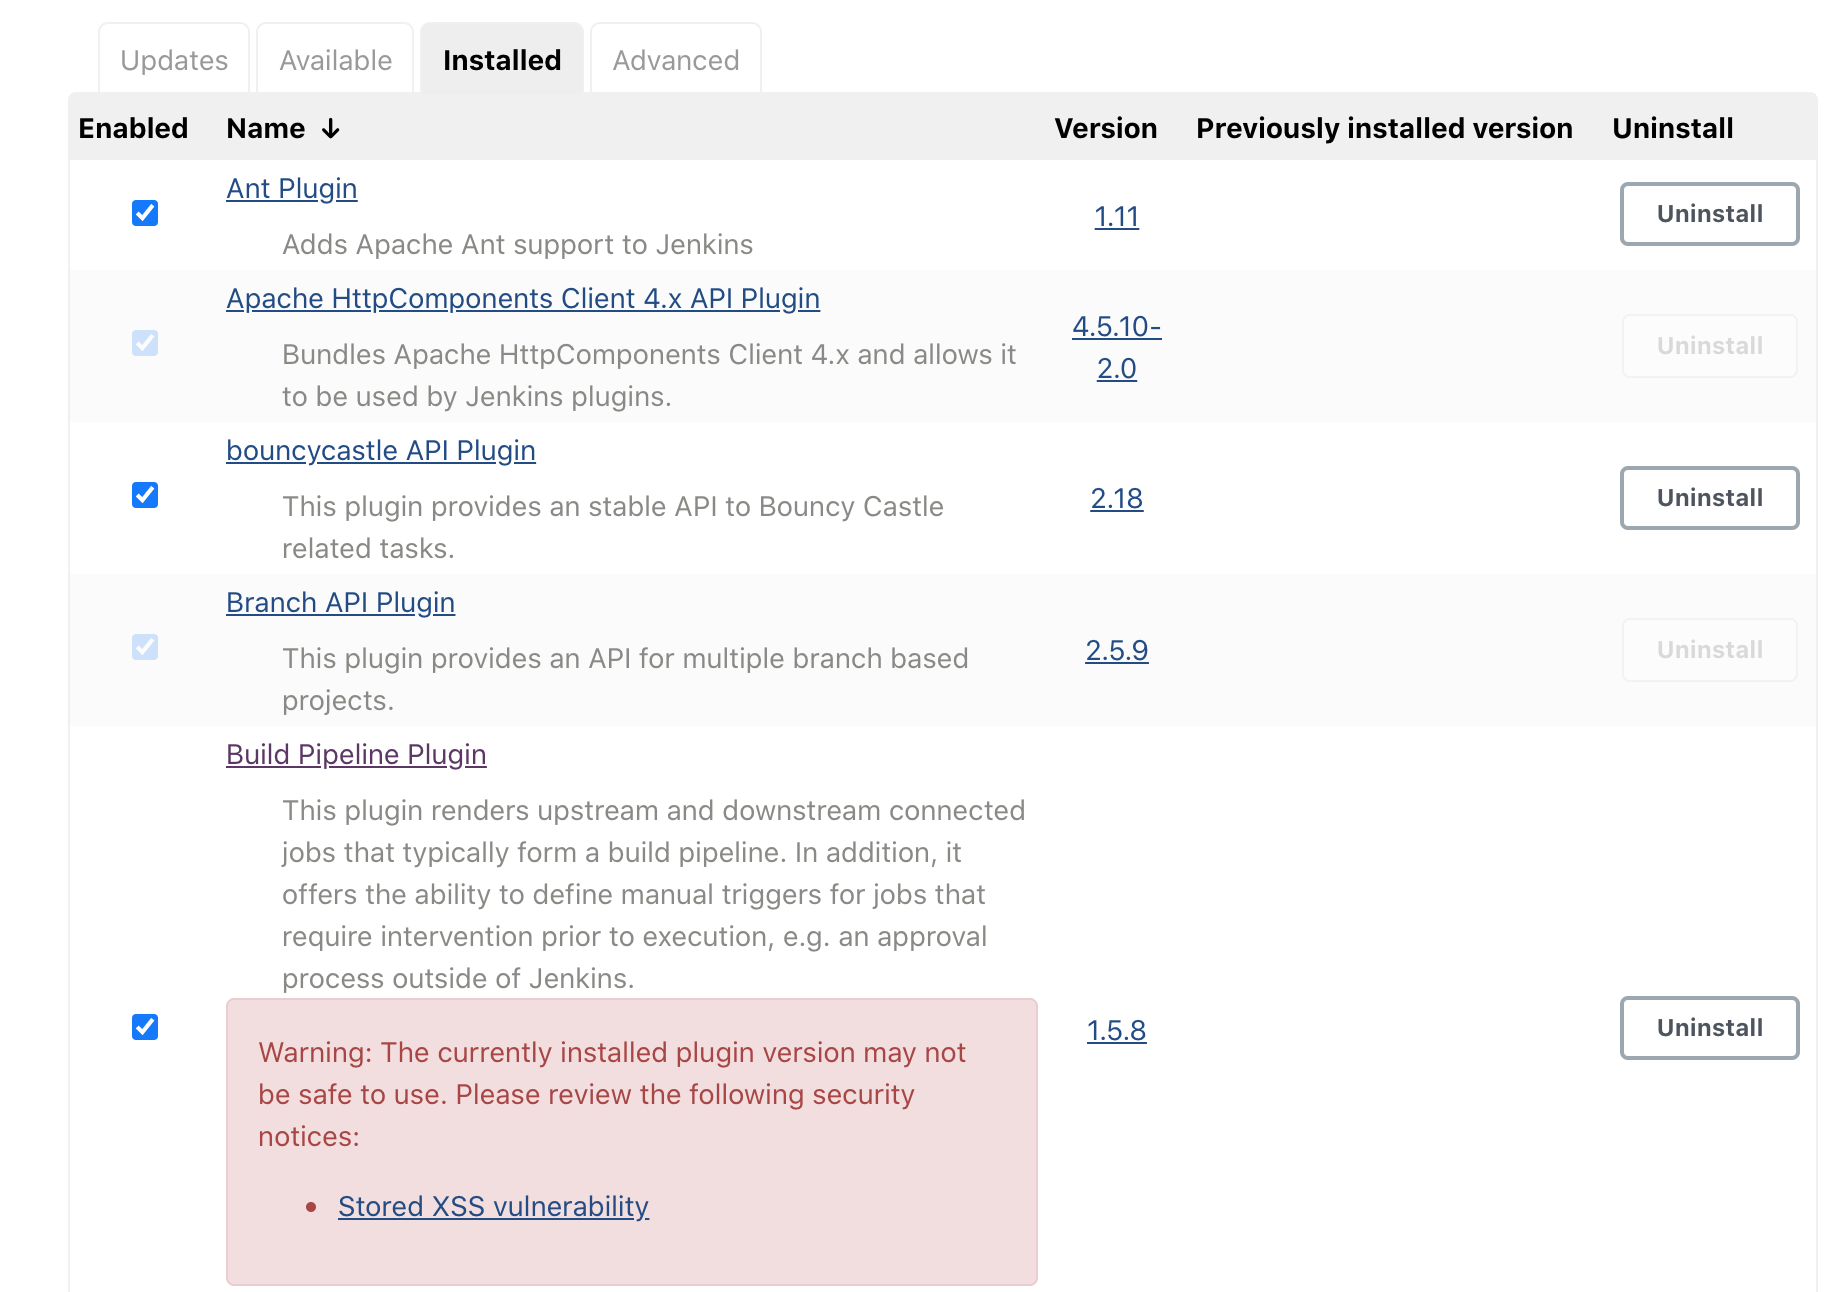 Updates Available Installed Advanced
Enabled Name ↓ Version Previously installed version Uninstall
Ant Plugin
Adds Apache Ant support to Jenkins
1.11
Uninstall
Apache HttpComponents Client 4.x API Plugin
Bundles Apache HttpComponents Client 4.x and allows it
to be used by Jenkins plugins.
4.5.10-
2.0
Uninstall
bouncycastle API Plugin
This plugin provides an stable API to Bouncy Castle
related tasks.
2.18
Uninstall
Branch API Plugin
This plugin provides an API for multiple branch based
projects.
2.5.9
Uninstall
Build Pipeline Plugin
This plugin renders upstream and downstream connected
jobs that typically form a build pipeline. In addition, it
offers the ability to define manual triggers for jobs that
require intervention prior to execution, e.g. an approval
process outside of Jenkins.
Warning: The currently installed plugin version may not
be safe to use. Please review the following security
notices:
• Stored XSS vulnerability
1.5.8
Uninstall